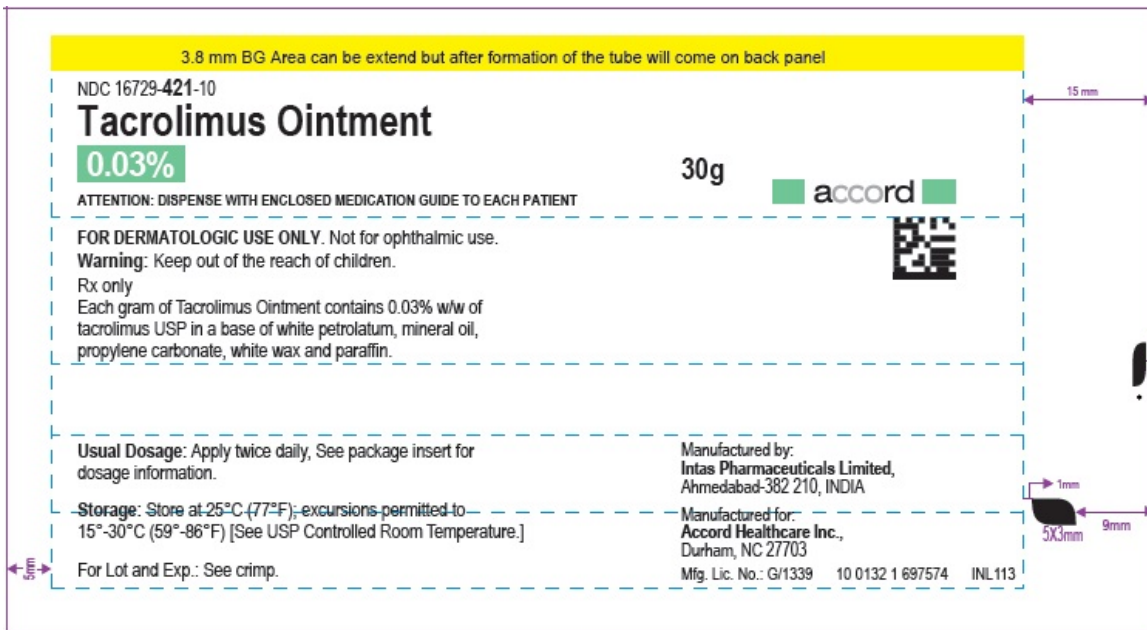 3.8 mm BG Area can be extend but after formation of the tube will come on back panel
15 mm
NDC 16729-421-10
Tacrolimus Ointment
0.03%
30g
accord
ATTENTION: DISPENSE WITH ENCLOSED MEDICATION GUIDE TO EACH PATIENT
FOR DERMATOLOGIC USE ONLY. Not for ophthalmic use.
Warning: Keep out of the reach of children.
Rx only
Each gram of Tacrolimus Ointment contains 0.03% w/w of
tacrolimus USP in a base of white petrolatum, mineral oil,
propylene carbonate, white wax and paraffin.
Usual Dosage: Apply twice daily, See package insert for
dosage information.
Storage: Store at 25°C (77°F); excursions permitted to
15°-30°C (59°-86°F) [See USP Controlled Room Temperature.]
For Lot and Exp.: See crimp.
Manufactured by:
Intas Pharmaceuticals Limited,
Ahmedabad-382 210, INDIA
Manufactured for:
Accord Healthcare Inc.,
Durham, NC 27703
Mfg. Lic. No.: G/1339 10 0132 1 697574 INL113
1mm
9mm
5X3mm
5mm